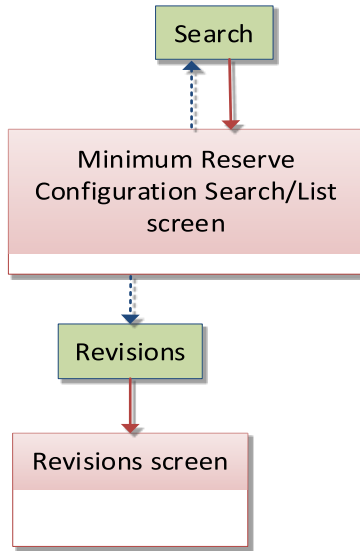 Search
Minimum Reserve
Configuration Search/List
screen
Revisions
Revisions screen